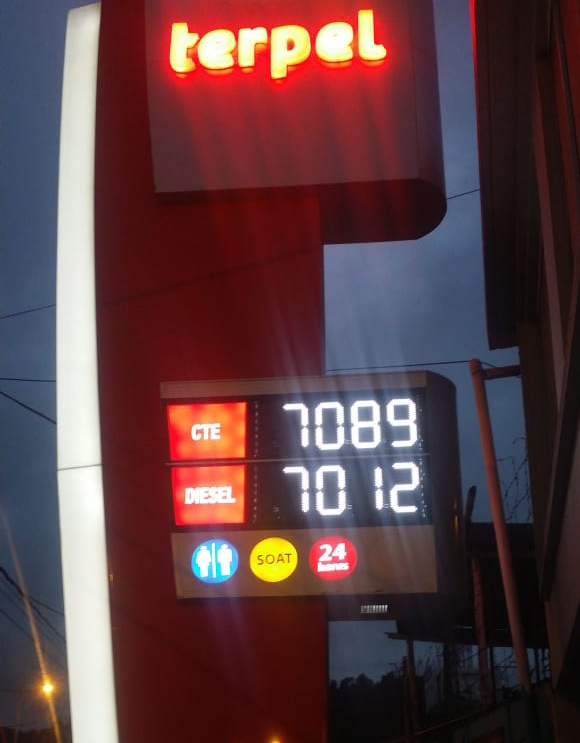 terpel
CTE 7089
DIESEL 7012
SOAT 24
horas